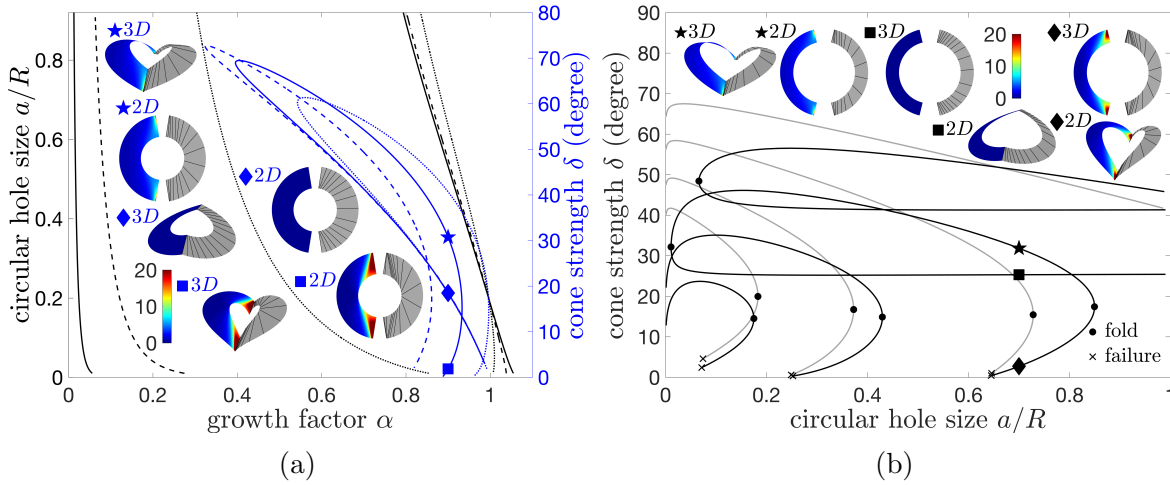 circular hole size a/R
0.8
0.6
0.4
0.2
0
3D
2D
3D
20
10
0
3D
2D
2D
80
70
60
50
40
30
20
10
0
cone strength δ (degree)
0
0.2
0.4
0.6
0.8
1
growth factor α
(a)
cone strength δ (degree)
90
80
70
60
50
40
30
20
10
0
3D
2D
3D
20
10
0
3D
2D
2D
fold
failure
0
0.2
0.4
0.6
0.8
1
circular hole size a/R
(b)